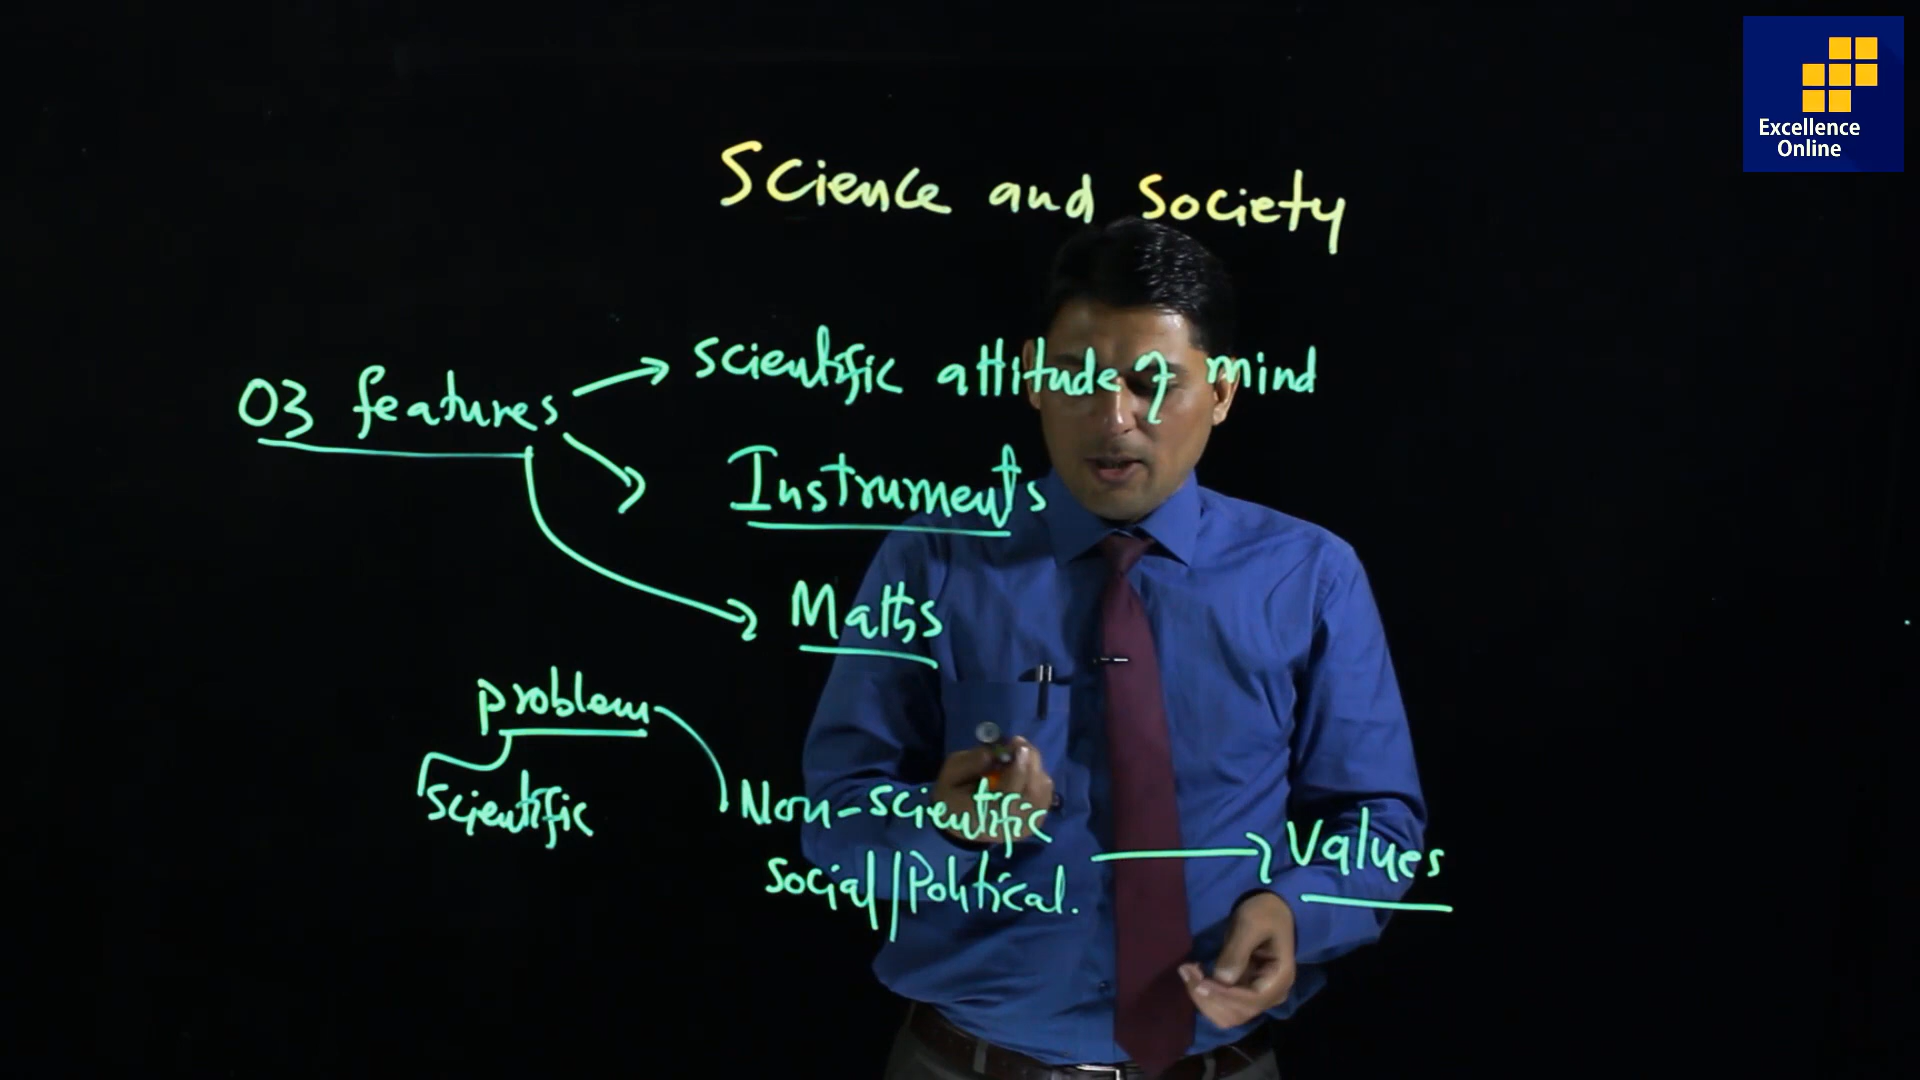 Excellence
Online
Science and Society
03 features
Scientific attitude of mind
Instruments
Maths
problem
Scientific
Non-scientific
Social/Political.
Values